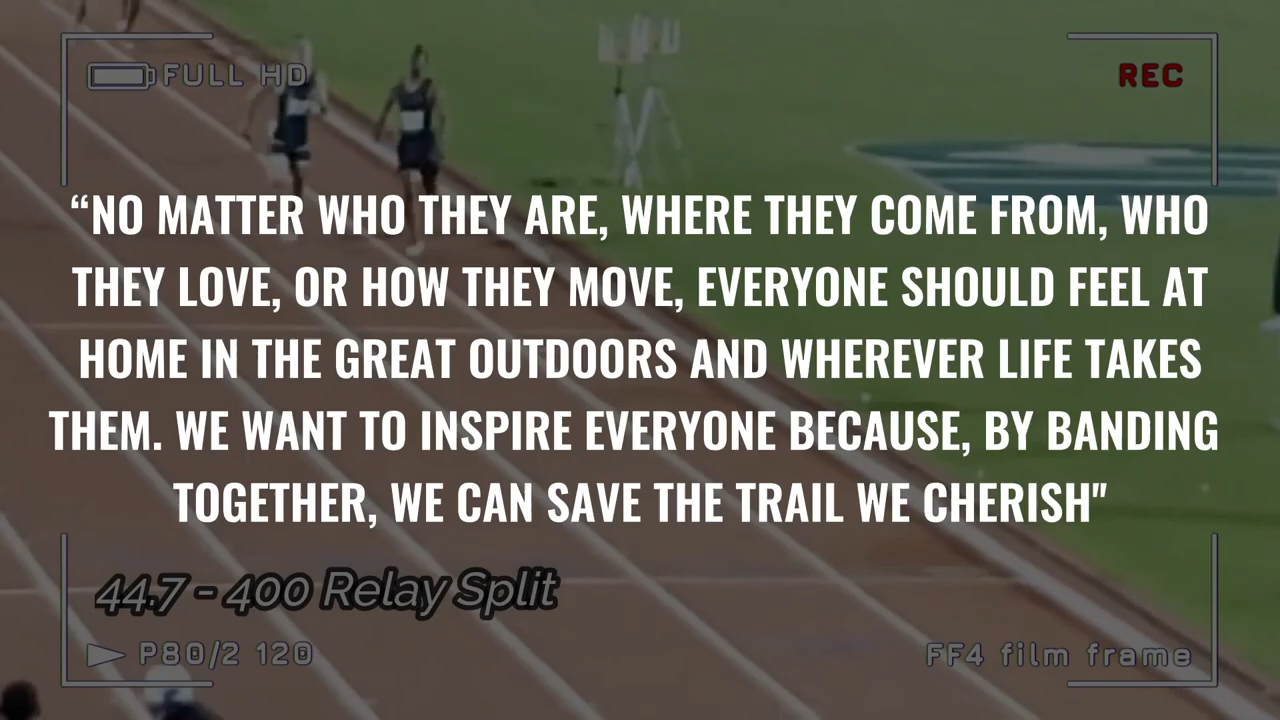 FULL HD
REC
“NO MATTER WHO THEY ARE, WHERE THEY COME FROM, WHO
THEY LOVE, OR HOW THEY MOVE, EVERYONE SHOULD FEEL AT
HOME IN THE GREAT OUTDOORS AND WHEREVER LIFE TAKES
THEM. WE WANT TO INSPIRE EVERYONE BECAUSE, BY BANDING
TOGETHER, WE CAN SAVE THE TRAIL WE CHERISH"
44.7 - 400 Relay Split
P80/2 120
FF4 film frame